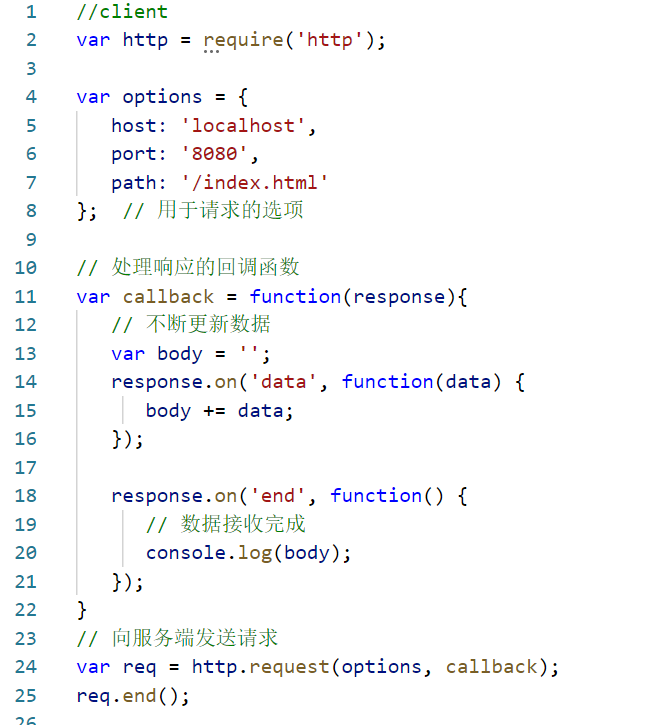 1 //client
2 var http = require('http');
3
4 var options = {
5 host: 'localhost',
6 port: '8080',
7 path: '/index.html'
8 };  // 用于请求的选项
9
10 // 处理响应的回调函数
11 var callback = function(response){
12 // 不断更新数据
13 var body = '';
14 response.on('data', function(data) {
15 body += data;
16 });
17
18 response.on('end', function() {
19 // 数据接收完成
20 console.log(body);
21 });
22 }
23 // 向服务端发送请求
24 var req = http.request(options, callback);
25 req.end();
26